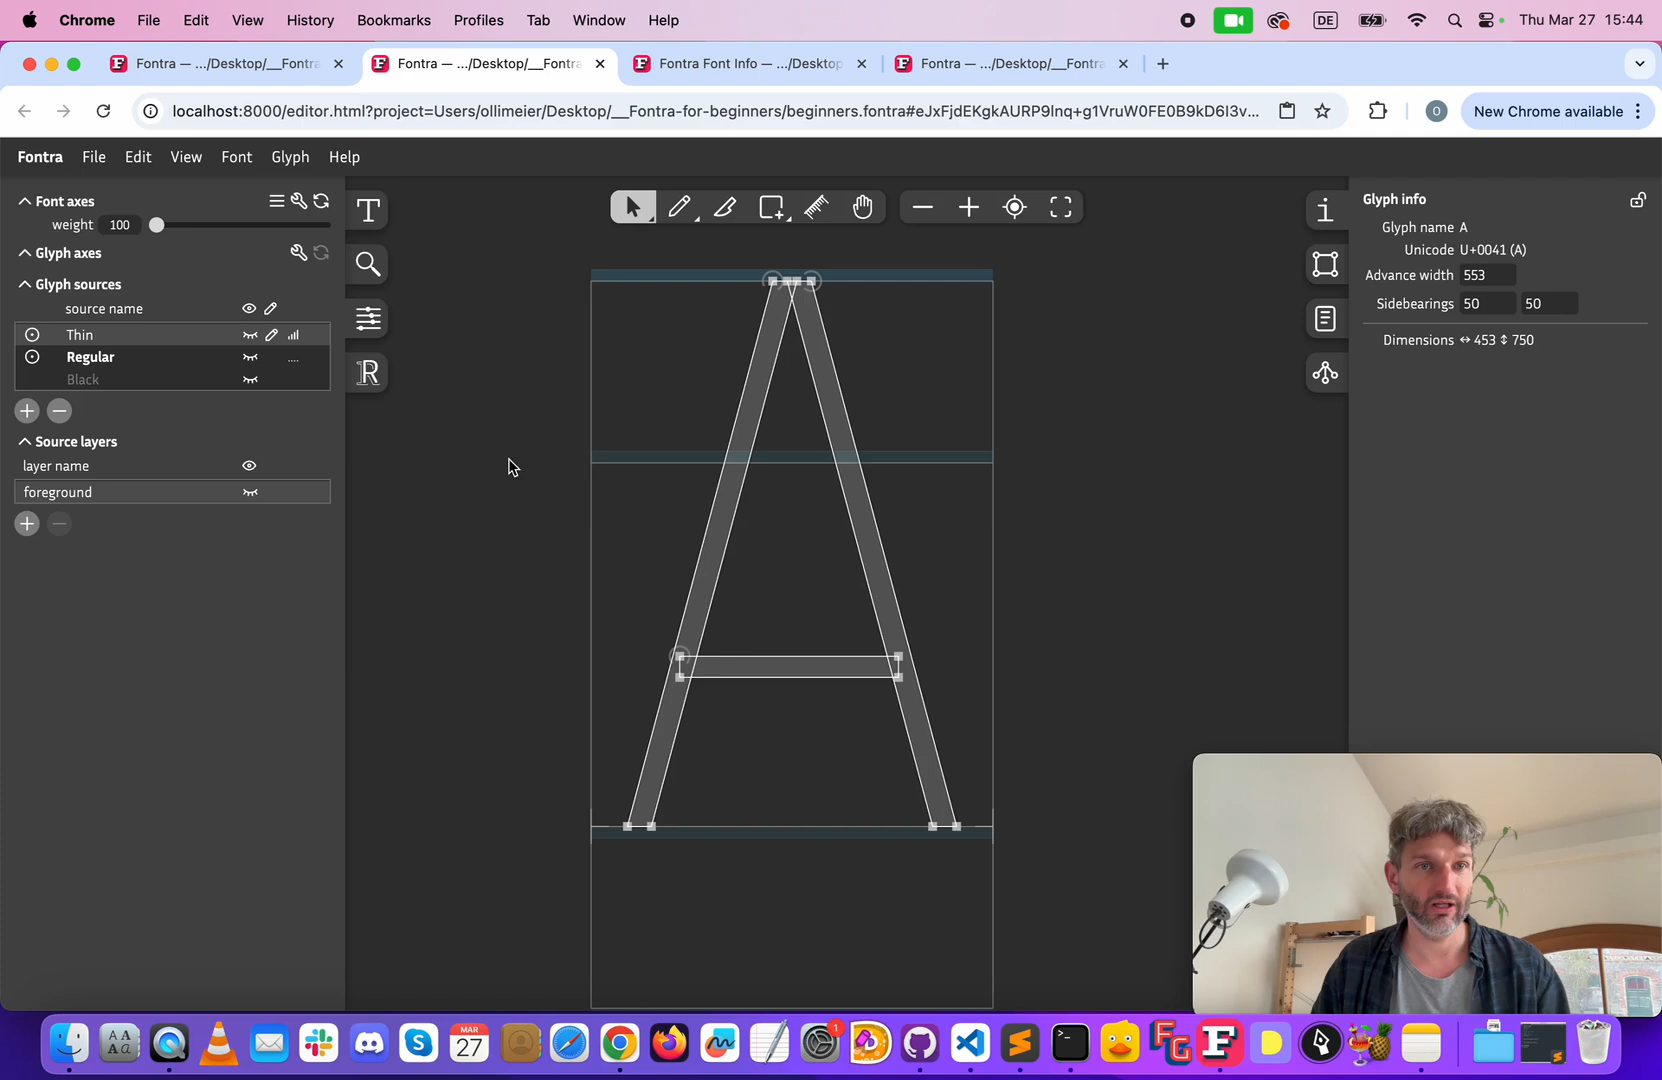 Chrome File Edit View History Bookmarks Profiles Tab Window Help DE Thu Mar 27 15:44
Fontra — .../Desktop/__Fontra Fontra — .../Desktop/__Fontra Fontra Font Info — .../Desktop Fontra — .../Desktop/__Fontra
localhost:8000/editor.html?project=Users/ollimeier/Desktop/__Fontra-for-beginners/beginners.fontra#eJxFjdEKgkAURP9lnq+g1VruW0FE0B9kD6I3v... O New Chrome available
Fontra File Edit View Font Glyph Help
Font axes
weight 100
Glyph axes
Glyph sources
source name
Thin
Regular
Black
Source layers
layer name
foreground
T
R
Glyph info
Glyph name A
Unicode U+0041 (A)
Advance width 553
Sidebearings 50 50
Dimensions ↔ 453 ↕ 750
MAR
27
1